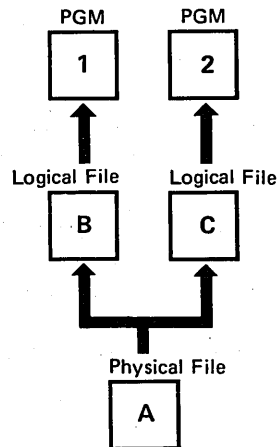 PGM PGM
1 2
Logical File Logical File
B C
Physical File
A